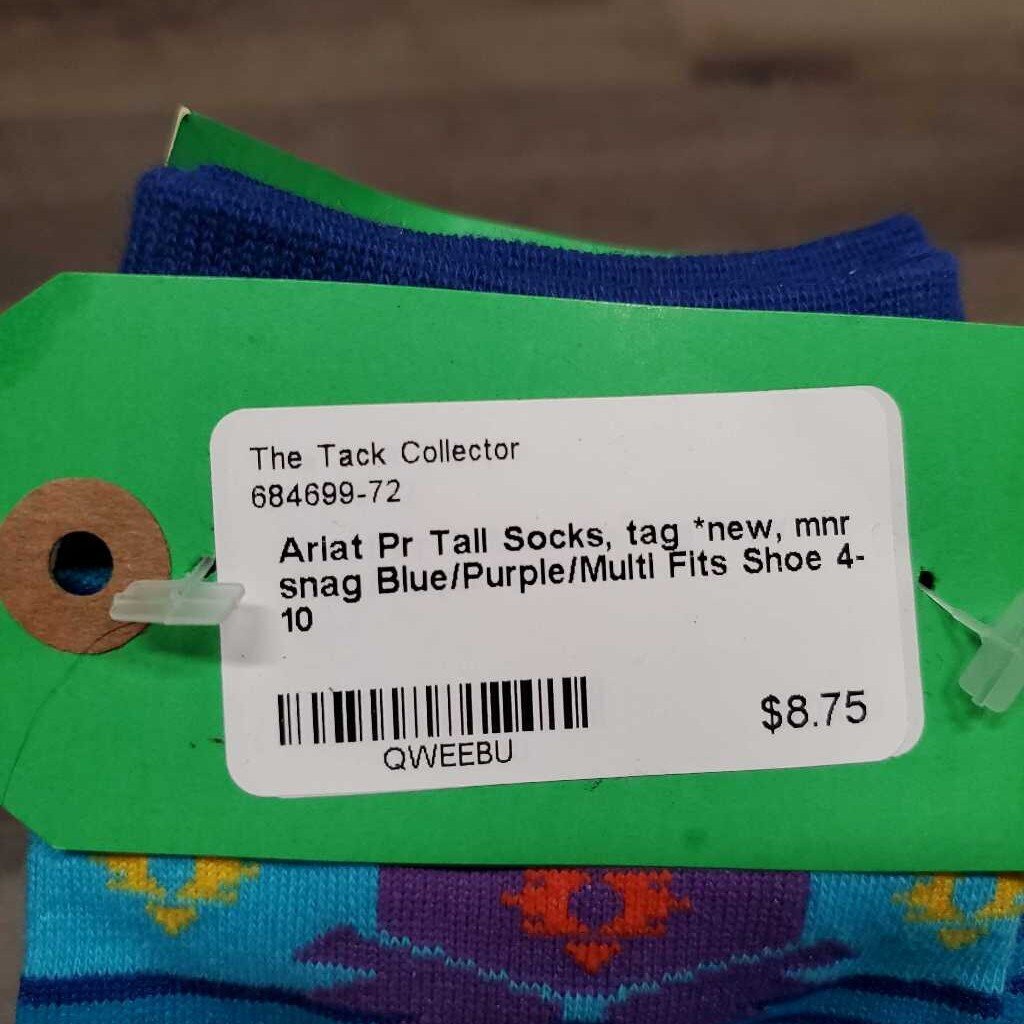 The Tack Collector
684699-72
Ariat Pr Tall Socks, tag *new, mnr
snag Blue/Purple/Multi Fits Shoe 4-
10
$8.75
QWEEBU